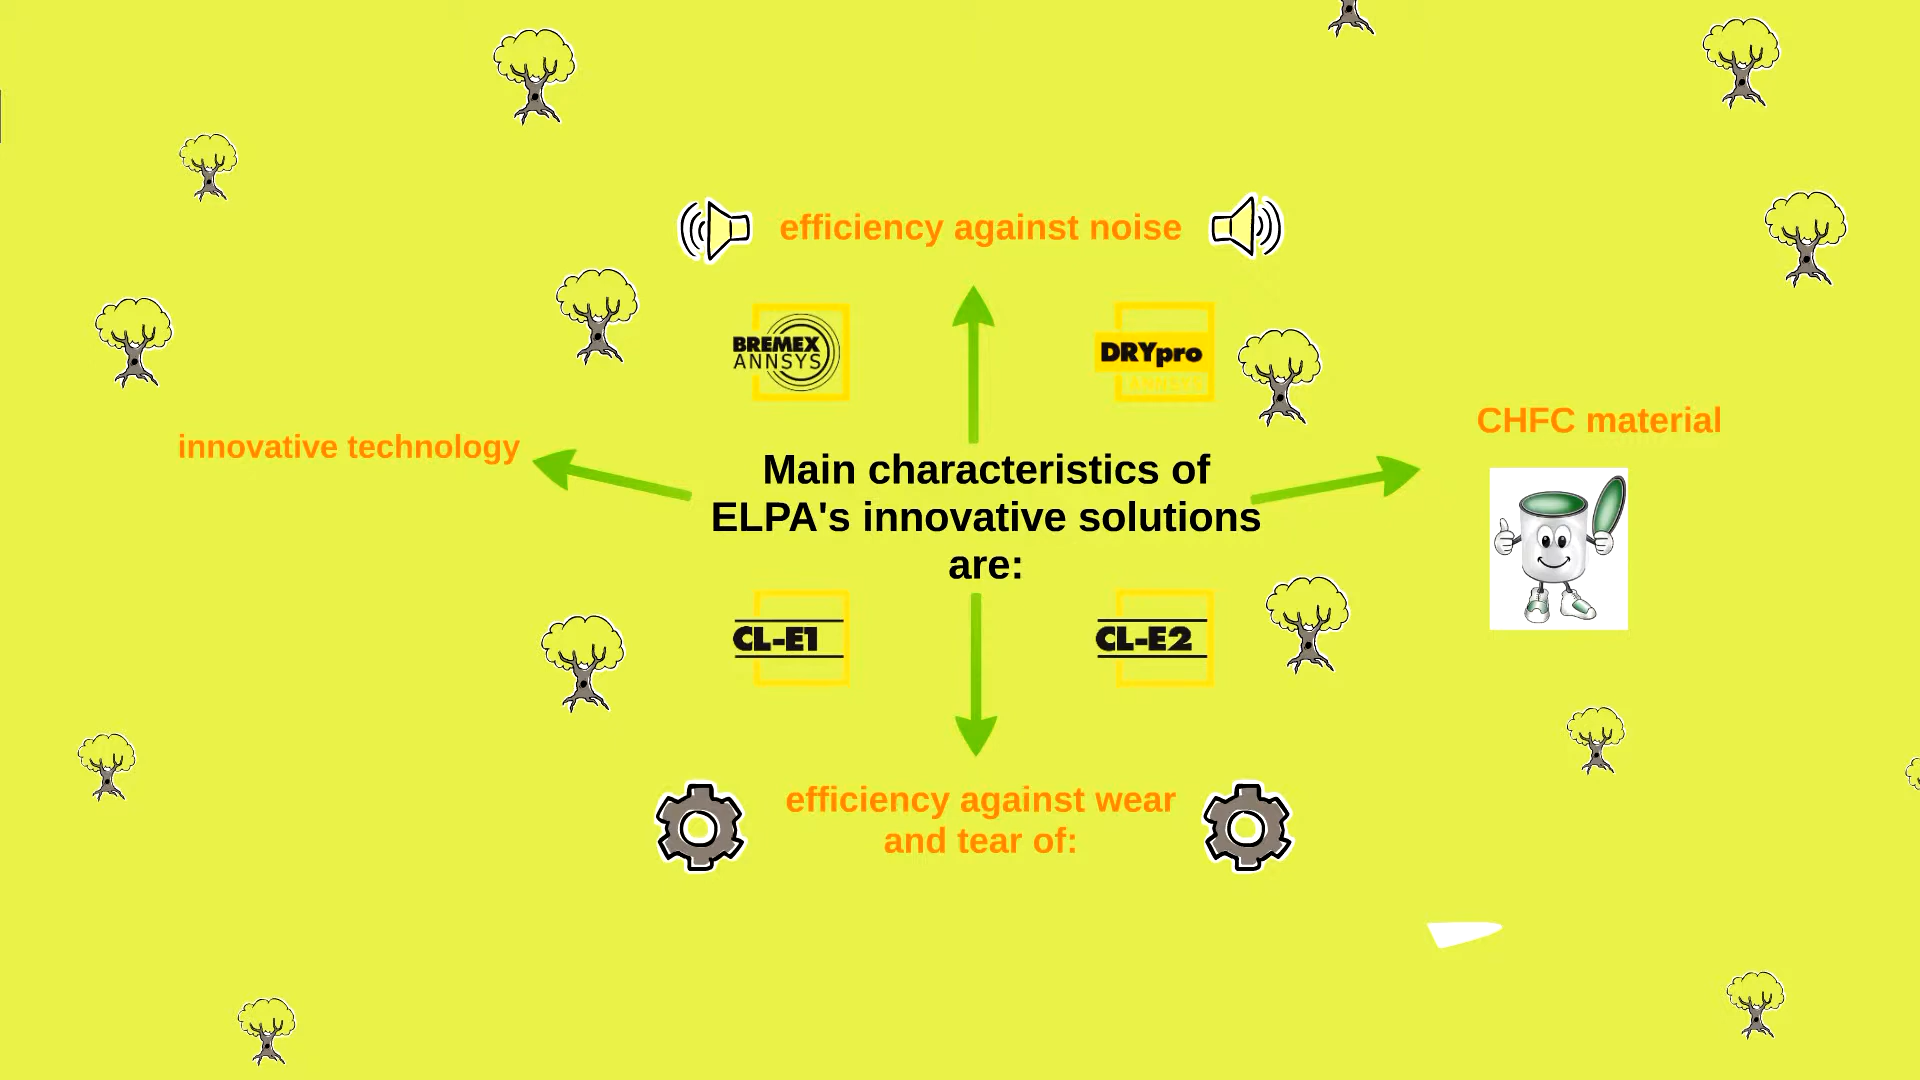 efficiency against noise
BREMEX
ANNSYS
DRYpro
ANNSYS
CHFC material
innovative technology
Main characteristics of
ELPA's innovative solutions
are:
CL-E1
CL-E2
efficiency against wear
and tear of: